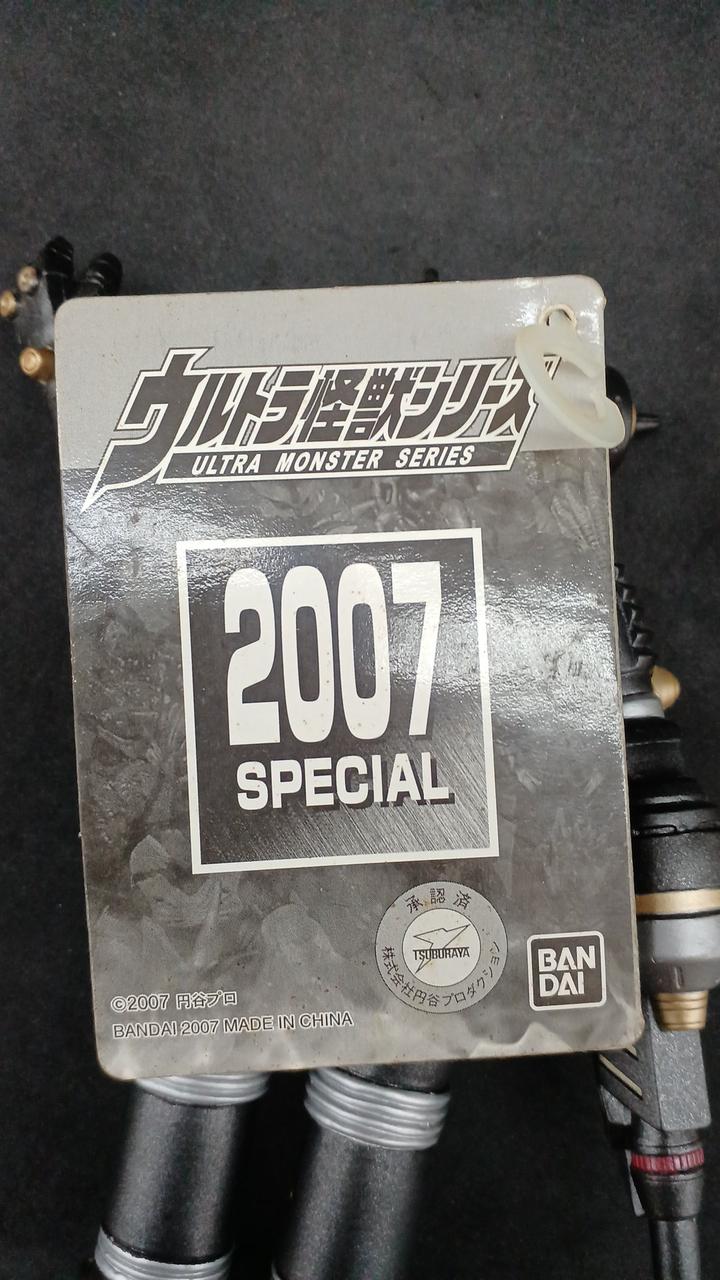 ウルトラ怪獣シリーズ
ULTRA MONSTER SERIES
2007
SPECIAL
承認済
TSUBURAYA
株式会社円谷プロダクション
BAN
DAI
©2007 円谷プロ
BANDAI 2007 MADE IN CHINA